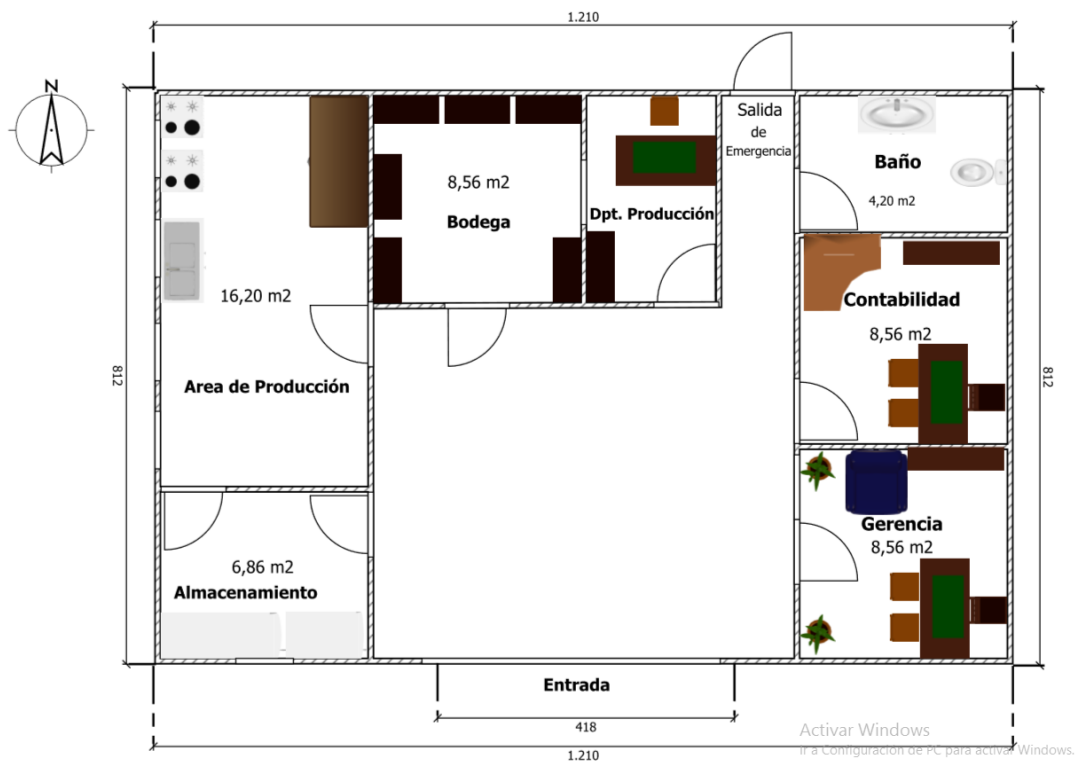 1.210
N
Salida
de
Emergencia
Baño
4,20 m2
8,56 m2
Bodega
Dpt. Producción
16,20 m2
Contabilidad
8,56 m2
Area de Producción
812
812
Gerencia
8,56 m2
6,86 m2
Almacenamiento
Entrada
418
1.210
Activar Windows
Ir a Configuración de PC para activar Windows.